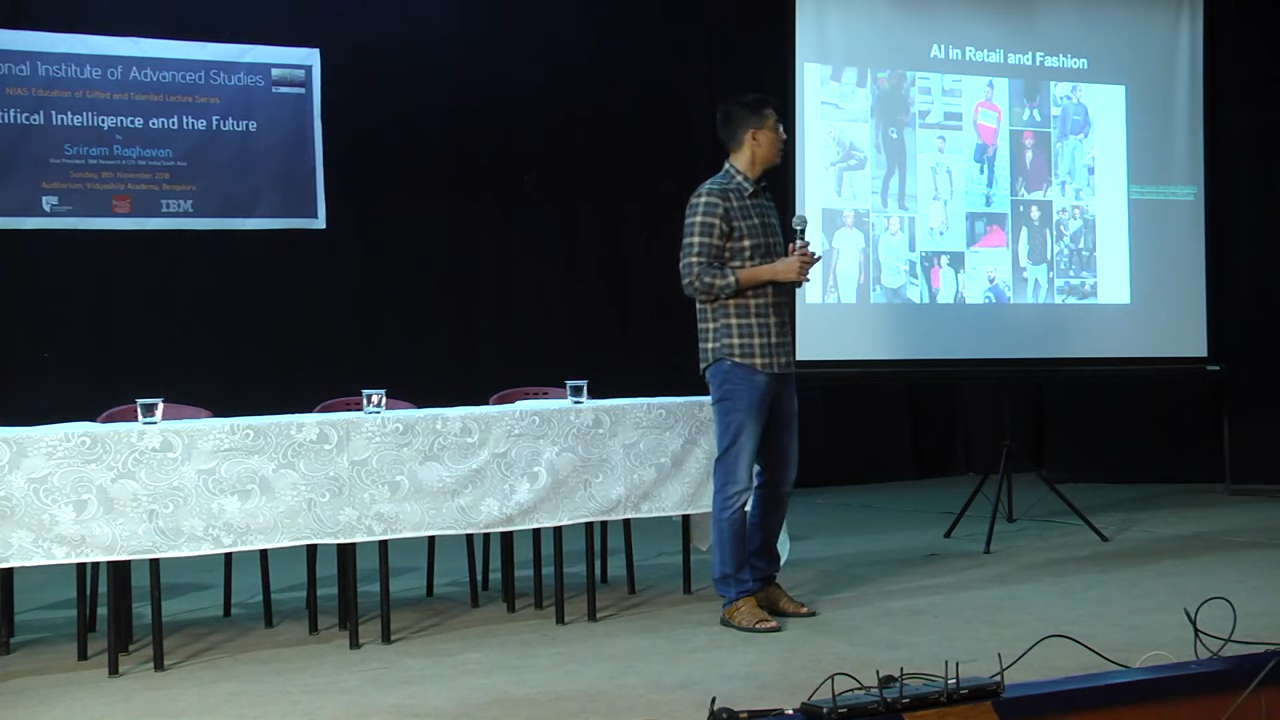 onal Institute of Advanced Studies
NIAS Education of Gifted and Talented Lecture Series
tifical Intelligence and the Future
by
Sriram Raghavan
Vice President, IBM Research & CTO IBM India/South Asia
Sunday, 18th November 2018
Auditorium, Vidyashilp Academy, Bengaluru
IBM
AI in Retail and Fashion